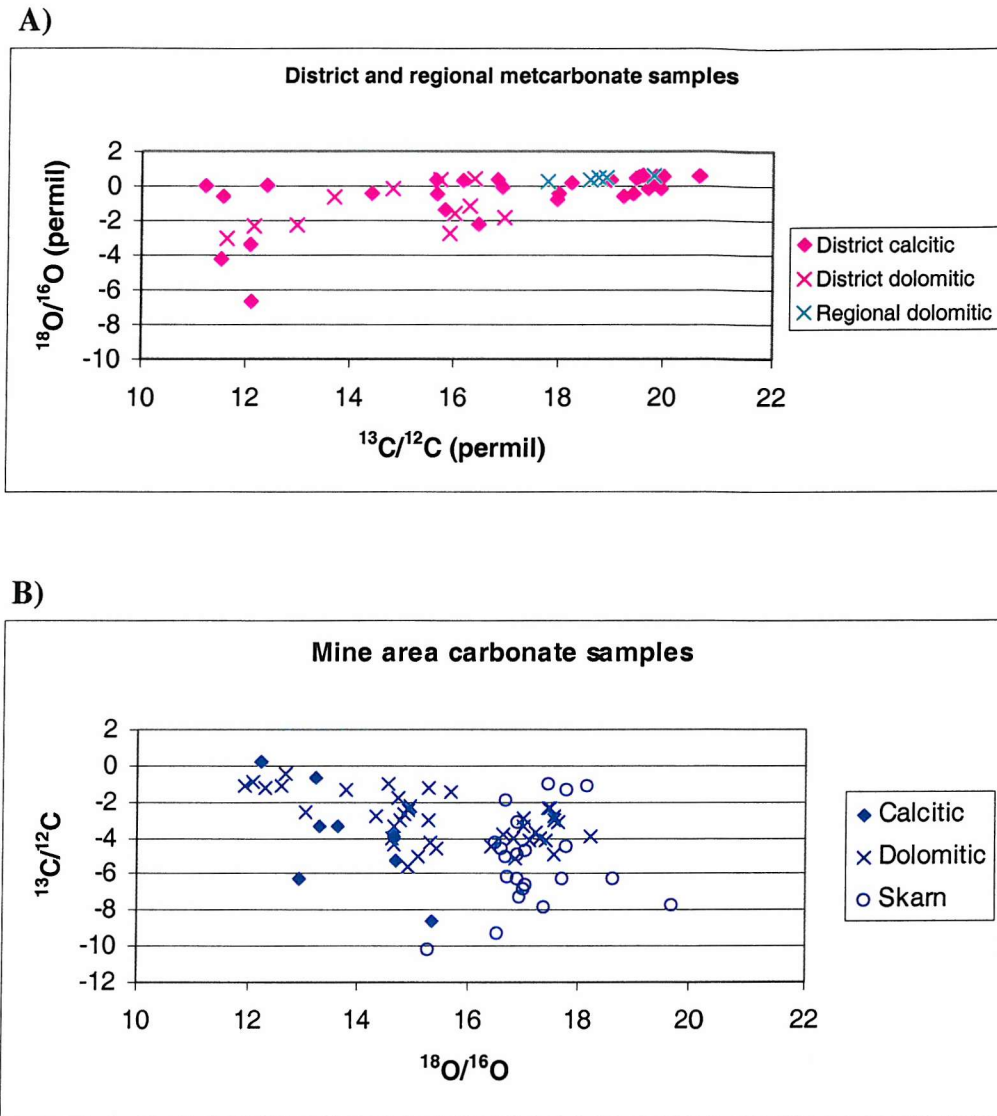 A)
District and regional metcarbonate samples
2
0
-2
-4
-6
-8
-10
¹⁸O/¹⁶O (permil)
10 12 14 16 18 20 22
¹³C/¹²C (permil)
District calcitic
District dolomitic
Regional dolomitic
B)
Mine area carbonate samples
2
0
-2
-4
-6
-8
-10
-12
¹³C/¹²C
10 12 14 16 18 20 22
¹⁸O/¹⁶O
Calcitic
Dolomitic
Skarn